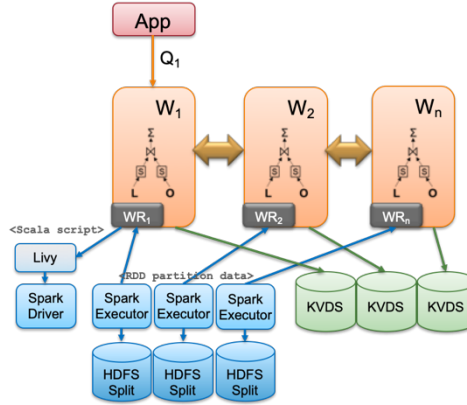 App
Q1
W1
W2
Wn
Σ
⋈
S S
L O
Σ
⋈
S S
L O
Σ
⋈
S S
L O
WR1
WR2
WRn
<Scala script>
Livy
<RDD partition data>
Spark
Driver
Spark
Executor
Spark
Executor
Spark
Executor
KVDS
KVDS
KVDS
HDFS
Split
HDFS
Split
HDFS
Split